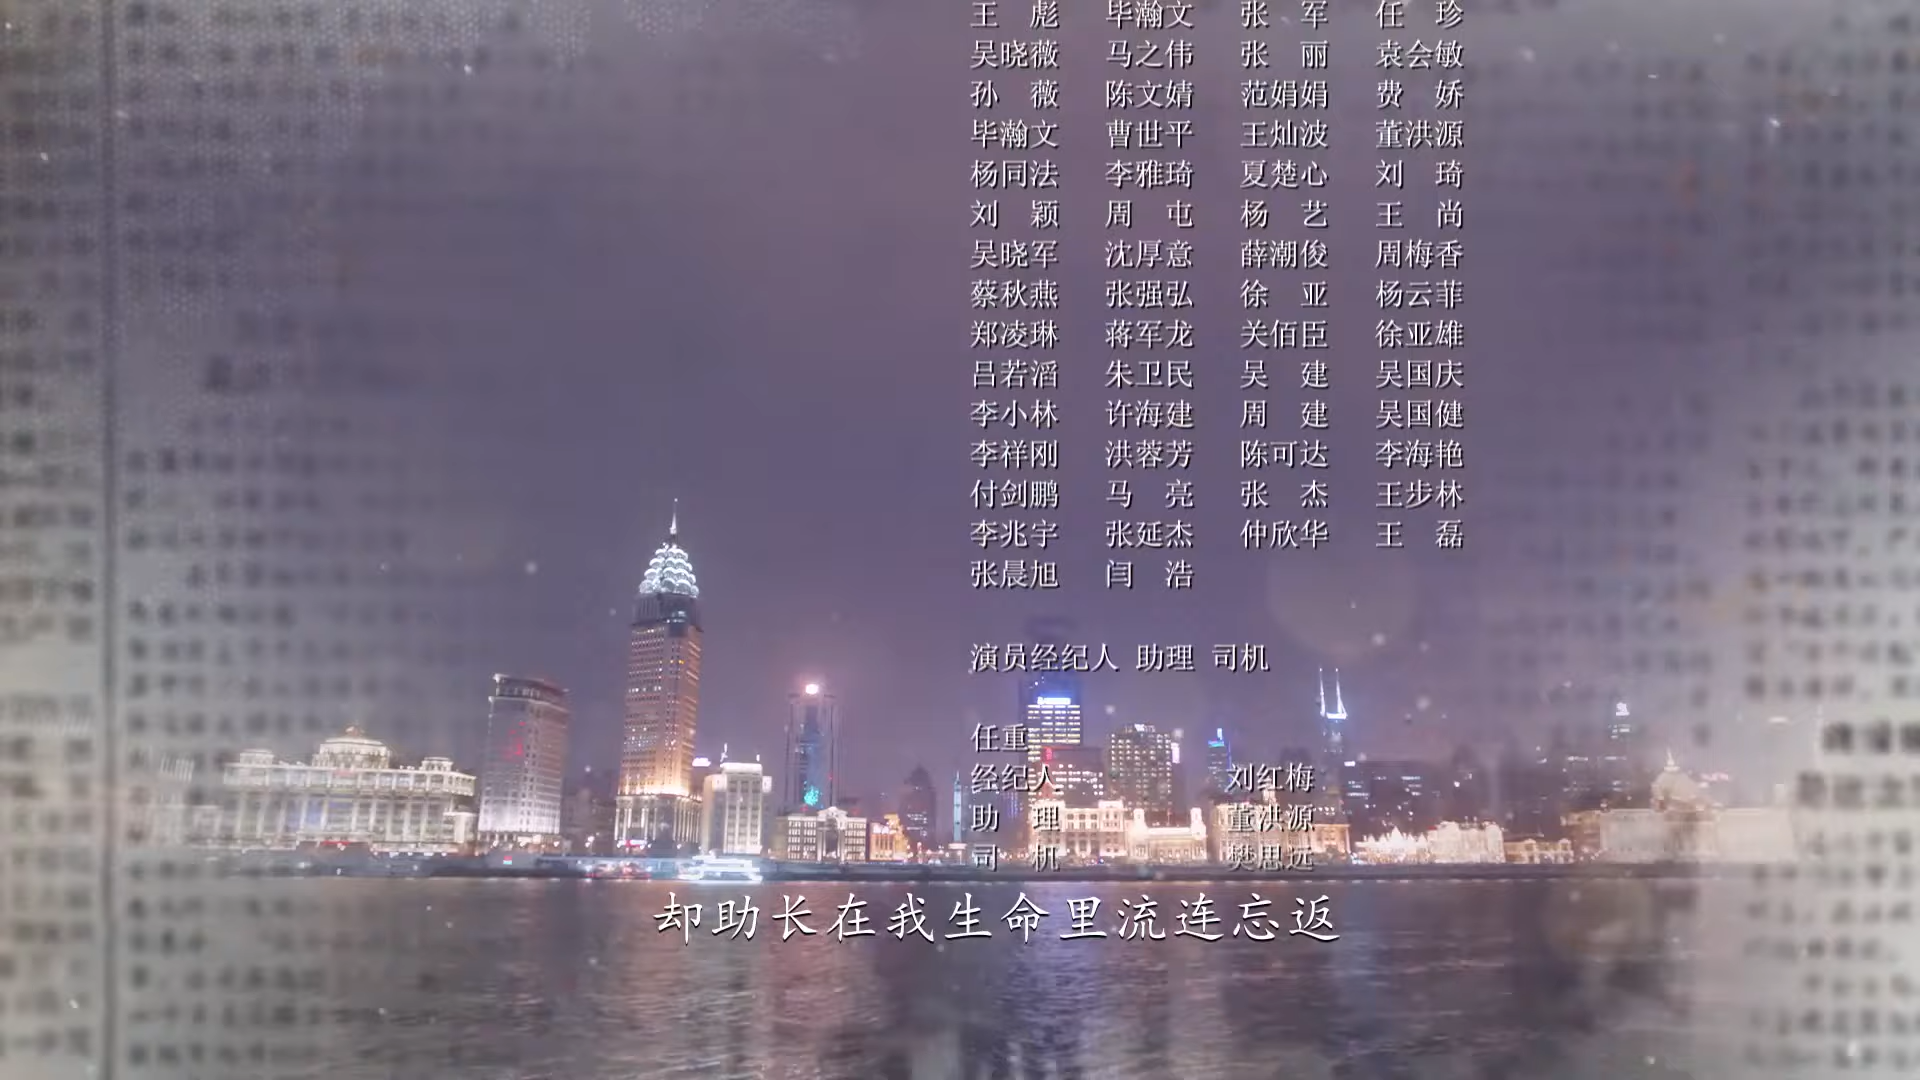 王　彪　毕瀚文　张　军　任　珍
吴晓薇　马之伟　张　丽　袁会敏
孙　薇　陈文婧　范娟娟　费　娇
毕瀚文　曹世平　王灿波　董洪源
杨同法　李雅琦　夏楚心　刘　琦
刘　颖　周　屯　杨　艺　王　尚
吴晓军　沈厚意　薛潮俊　周梅香
蔡秋燕　张强弘　徐　亚　杨云菲
郑凌琳　蒋军龙　关佰臣　徐亚雄
吕若滔　朱卫民　吴　建　吴国庆
李小林　许海建　周　建　吴国健
李祥刚　洪蓉芳　陈可达　李海艳
付剑鹏　马　亮　张　杰　王步林
李兆宇　张延杰　仲欣华　王　磊
张晨旭　闫　浩
演员经纪人 助理 司机
任重
经纪人　刘红梅
助　理　董洪源
司　机　樊思远
却助长在我生命里流连忘返